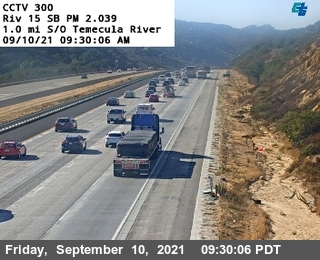 CCTV 300
Riv 15 SB PM 2.039
1.0 mi S/O Temecula River
09/10/21 09:30:06 AM
Friday, September 10, 2021 09:30:06 PDT